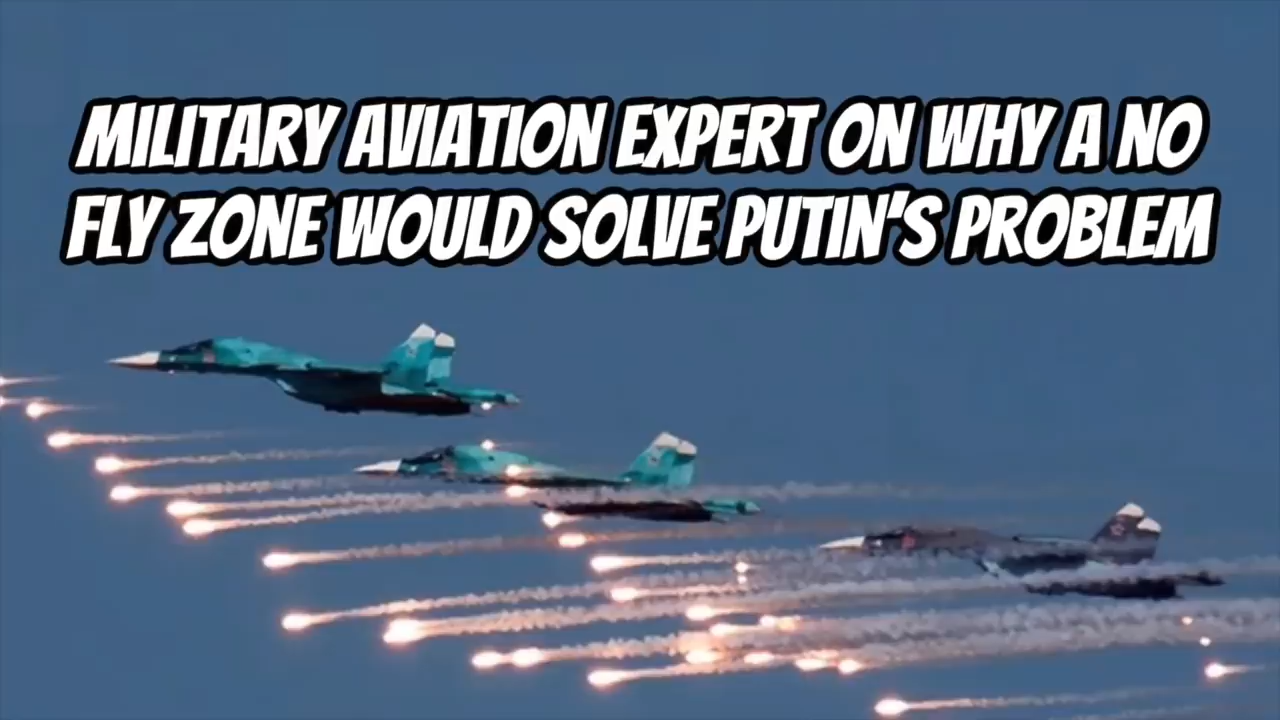 MILITARY AVIATION EXPERT ON WHY A NO
FLY ZONE WOULD SOLVE PUTIN'S PROBLEM